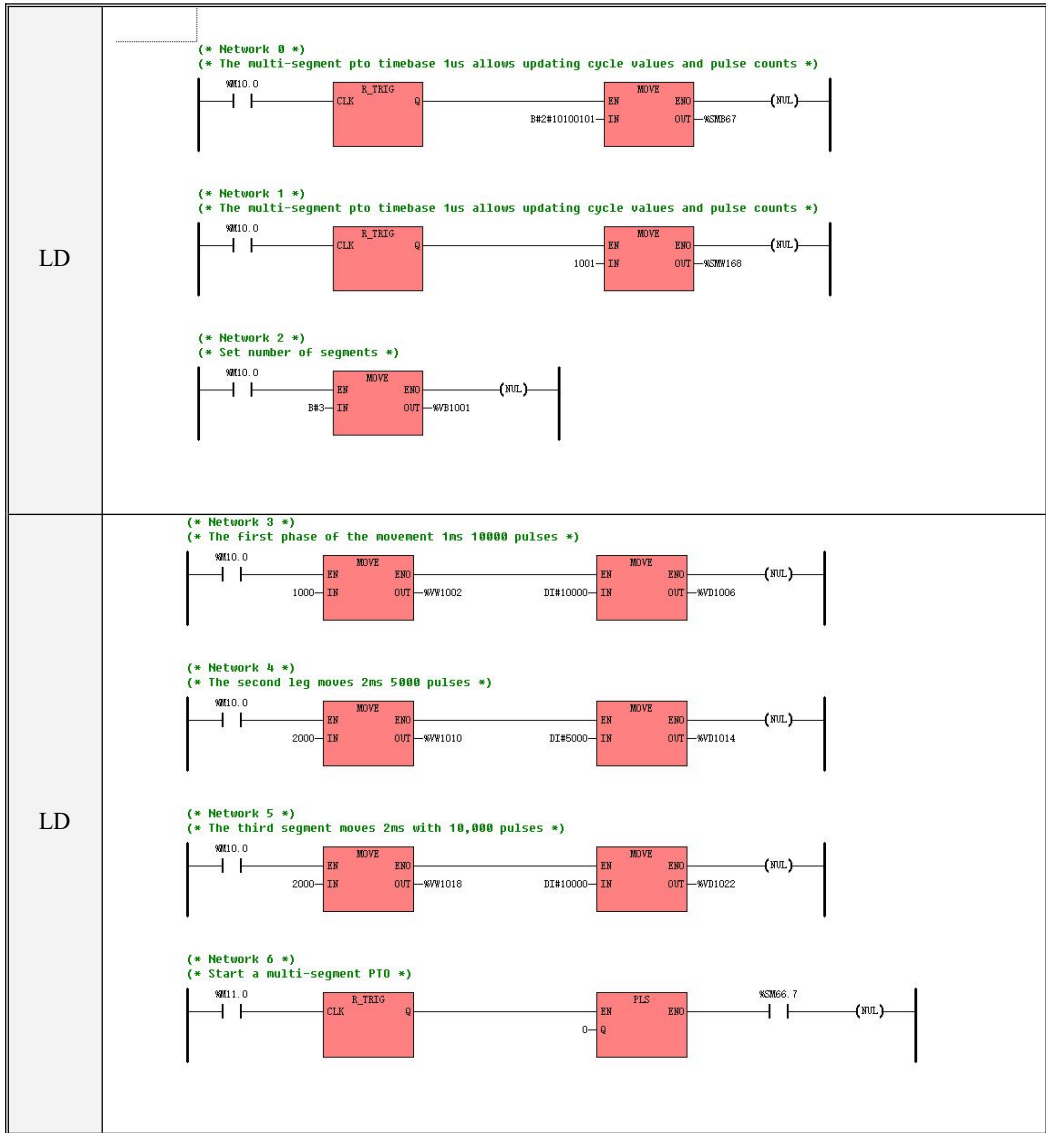 LD
(* Network 0 *)
(* The multi-segment pto timebase 1us allows updating cycle values and pulse counts *)
%M10.0
R_TRIG
MOVE
CLK Q
EN ENO
(NUL)
B#2#10100101
IN OUT
%SMB67
(* Network 1 *)
(* The multi-segment pto timebase 1us allows updating cycle values and pulse counts *)
%M10.0
R_TRIG
MOVE
CLK Q
EN ENO
(NUL)
1001
IN OUT
%SMW168
(* Network 2 *)
(* Set number of segments *)
%M10.0
MOVE
EN ENO
(NUL)
B#3
IN OUT
%VB1001
LD
(* Network 3 *)
(* The first phase of the movement 1ms 10000 pulses *)
%M10.0
MOVE
MOVE
EN ENO
EN ENO
(NUL)
1000
IN OUT
%VW1002
DI#10000
IN OUT
%VD1006
(* Network 4 *)
(* The second leg moves 2ms 5000 pulses *)
%M10.0
MOVE
MOVE
EN ENO
EN ENO
(NUL)
2000
IN OUT
%VW1010
DI#5000
IN OUT
%VD1014
(* Network 5 *)
(* The third segment moves 2ms with 10,000 pulses *)
%M10.0
MOVE
MOVE
EN ENO
EN ENO
(NUL)
2000
IN OUT
%VW1018
DI#10000
IN OUT
%VD1022
(* Network 6 *)
(* Start a multi-segment PTO *)
%M11.0
R_TRIG
PLS
%SM66.7
CLK Q
EN ENO
(NUL)
0
Q